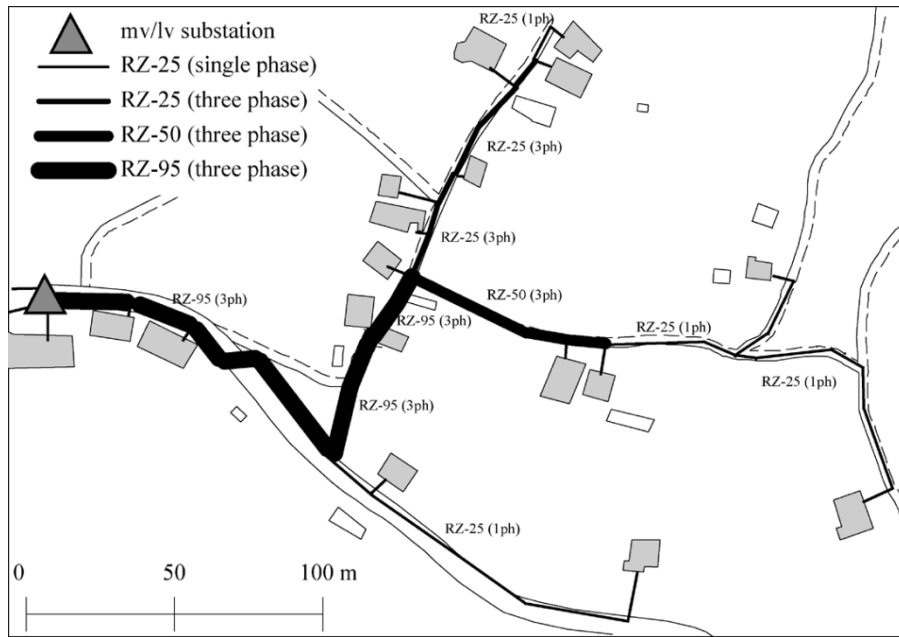 mv/lv substation
RZ-25 (single phase)
RZ-25 (three phase)
RZ-50 (three phase)
RZ-95 (three phase)
RZ-25 (1ph)
RZ-25 (3ph)
RZ-25 (3ph)
RZ-95 (3ph)
RZ-50 (3ph)
RZ-95 (3ph)
RZ-25 (1ph)
RZ-25 (1ph)
RZ-95 (3ph)
RZ-25 (1ph)
0 50 100 m